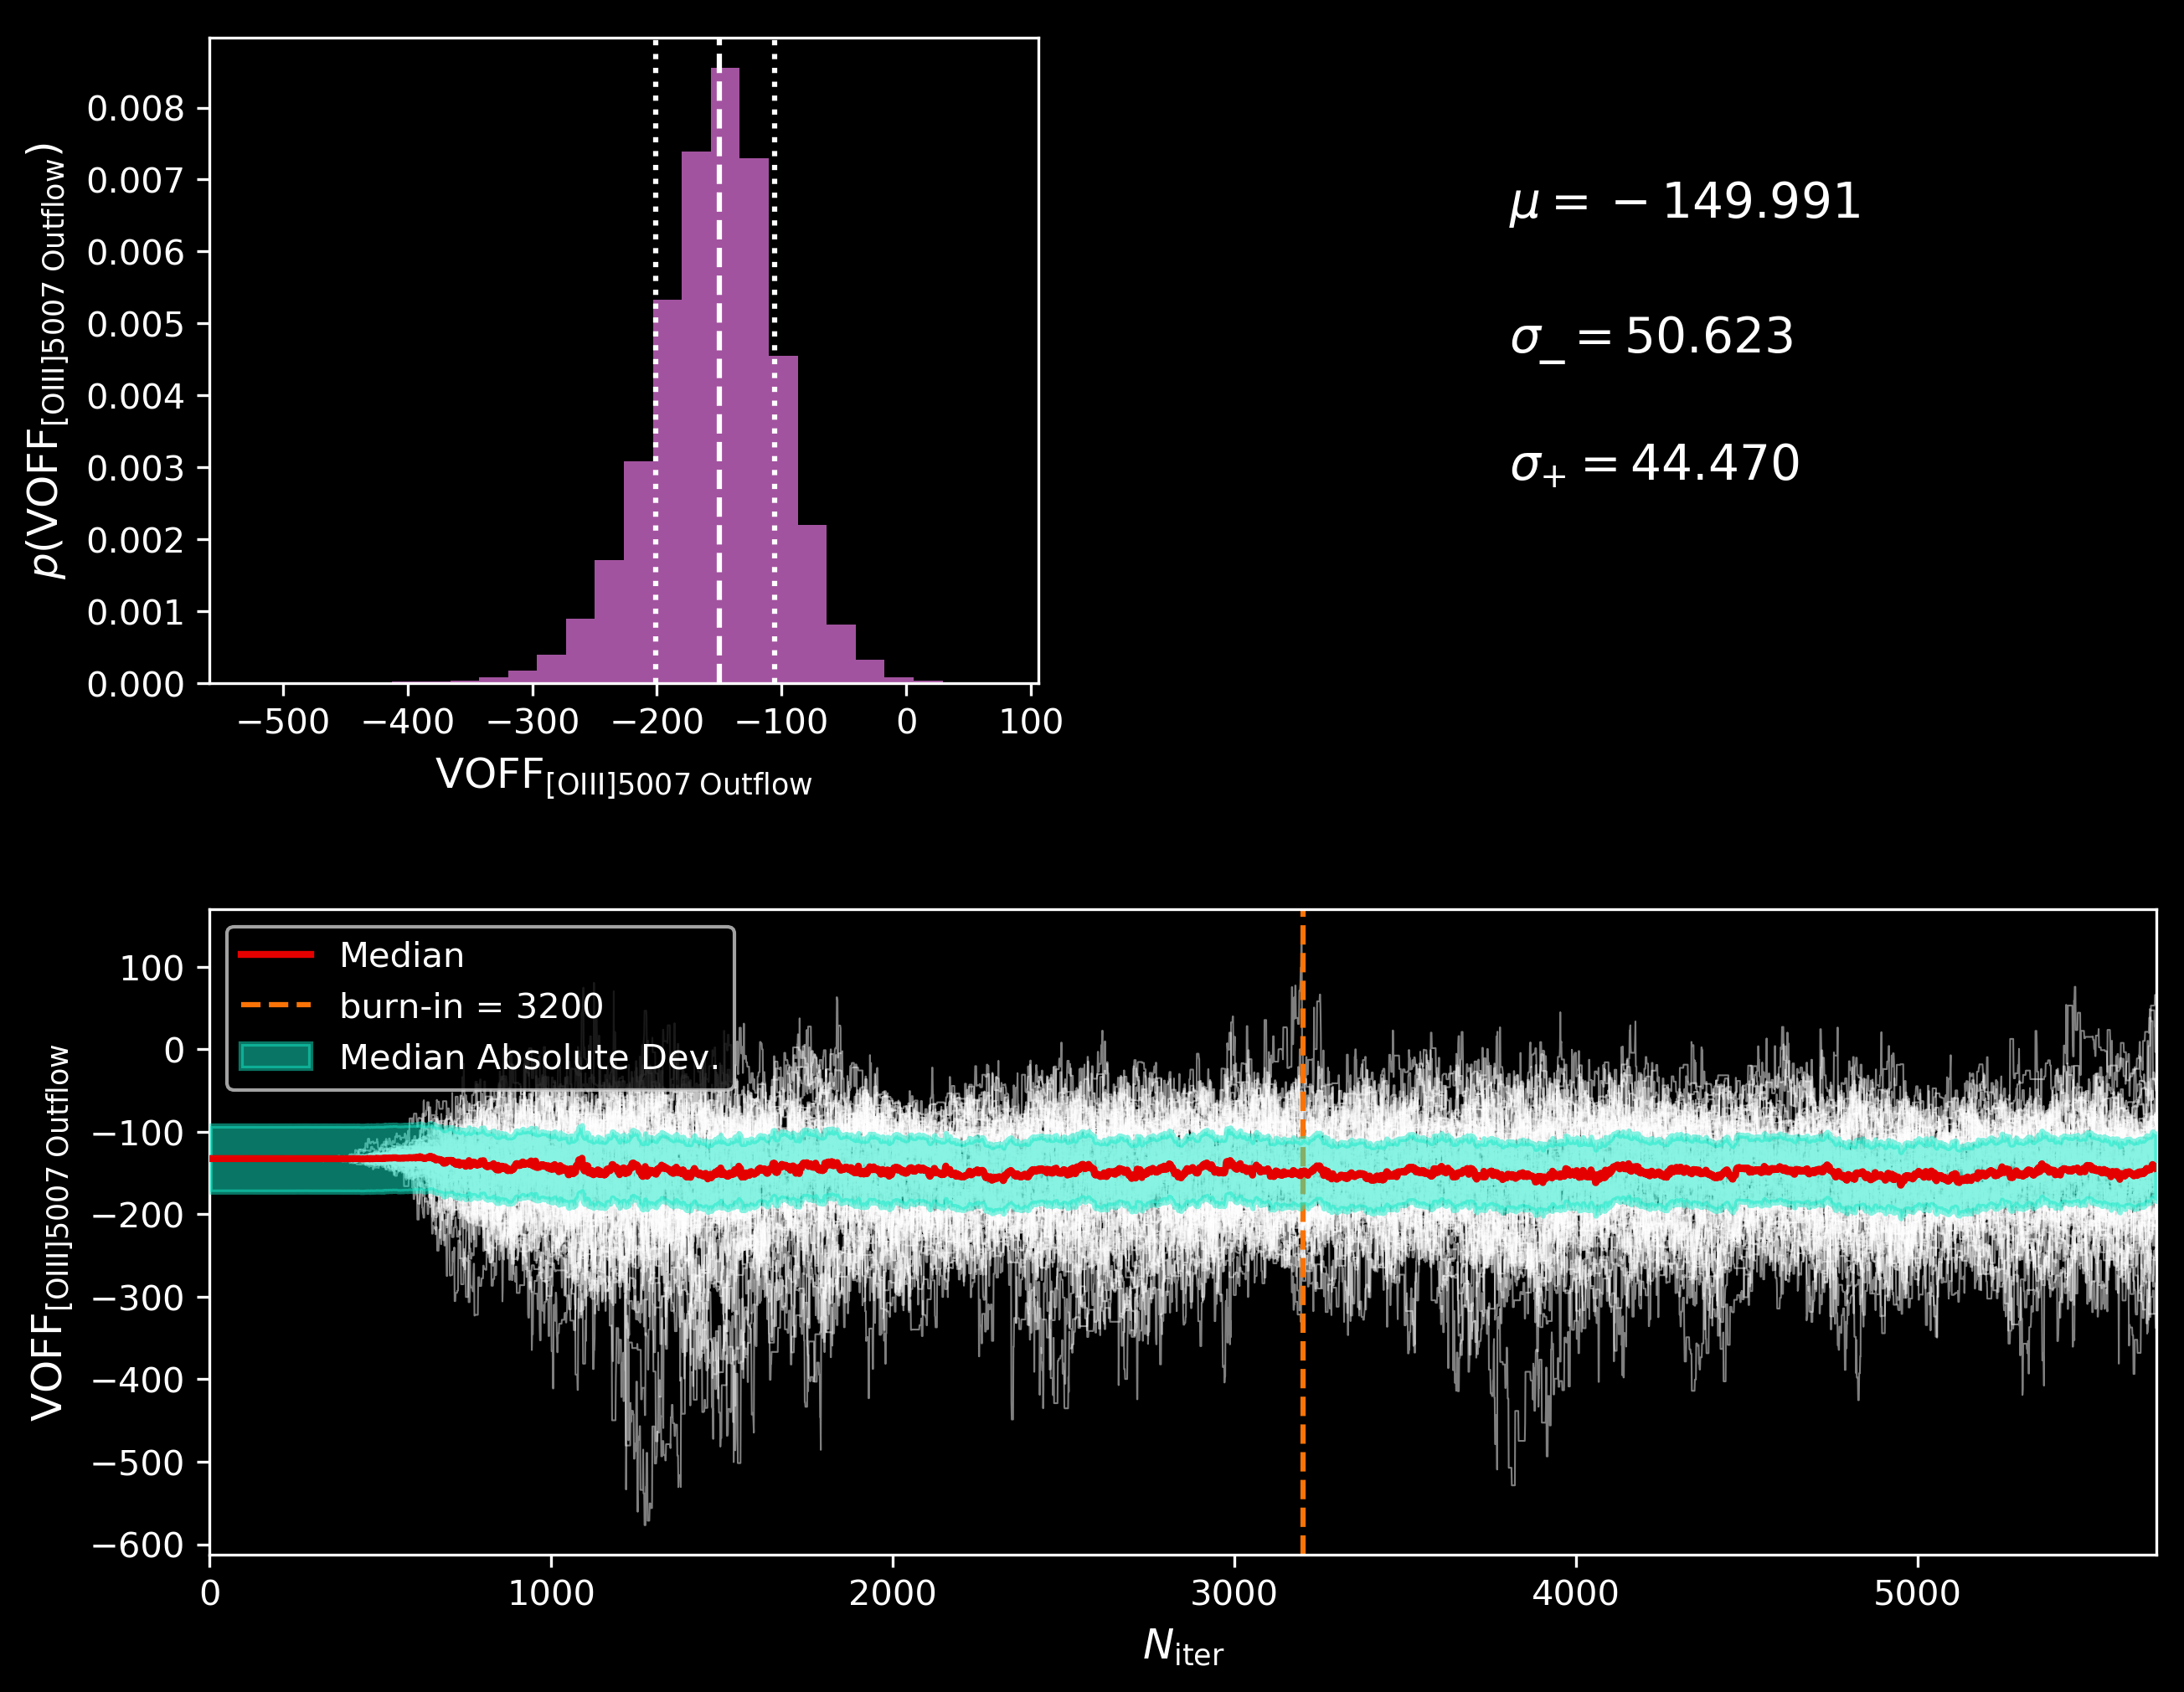 p(VOFF[OIII]5007 Outflow)
0.008
0.007
0.006
0.005
0.004
0.003
0.002
0.001
0.000
−500 −400 −300 −200 −100 0 100
VOFF[OIII]5007 Outflow
μ = −149.991
σ− = 50.623
σ+ = 44.470
VOFF[OIII]5007 Outflow
100
0
−100
−200
−300
−400
−500
−600
Median
burn-in = 3200
Median Absolute Dev.
0 1000 2000 3000 4000 5000
Niter